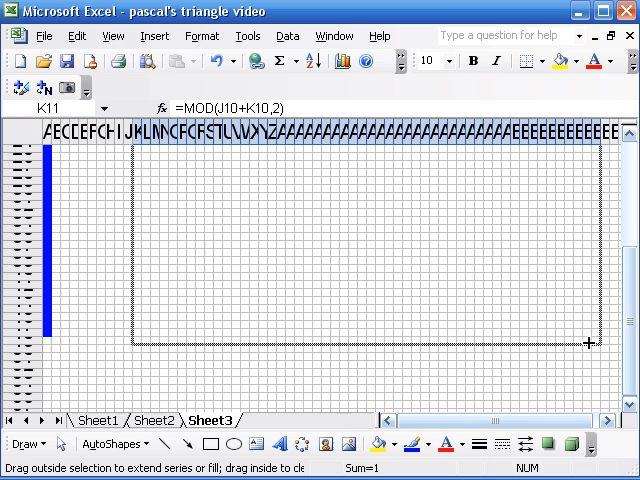 Microsoft Excel - pascal's triangle video
File Edit View Insert Format Tools Data Window Help Type a question for help
Σ 10 B I A
N
K11 fx =MOD(J10+K10,2)
Sheet1 Sheet2 Sheet3
Draw AutoShapes A A
Drag outside selection to extend series or fill; drag inside to cle Sum=1 NUM